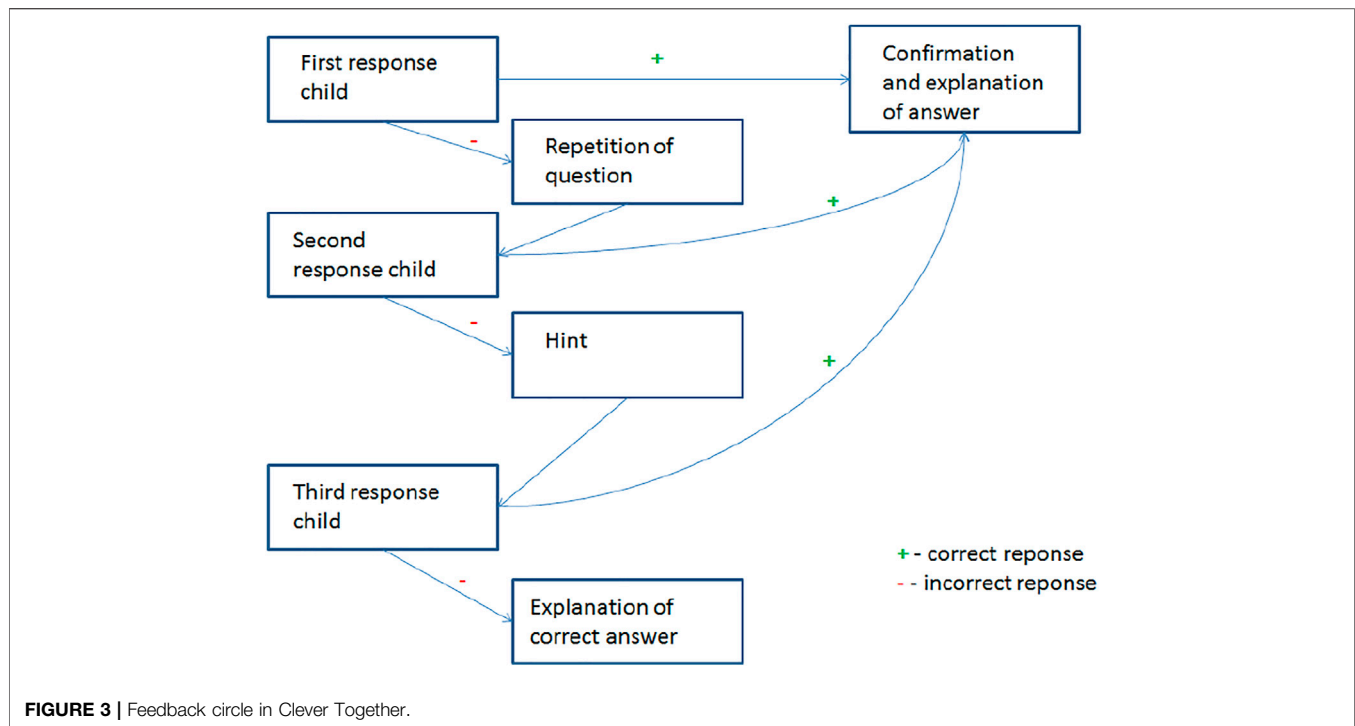 First response
child
+
Confirmation
and explanation
of answer
-
Repetition of
question
+
Second
response child
-
Hint
+
Third response
child
-
Explanation of
correct answer
+ - correct reponse
- - incorrect reponse
FIGURE 3 | Feedback circle in Clever Together.